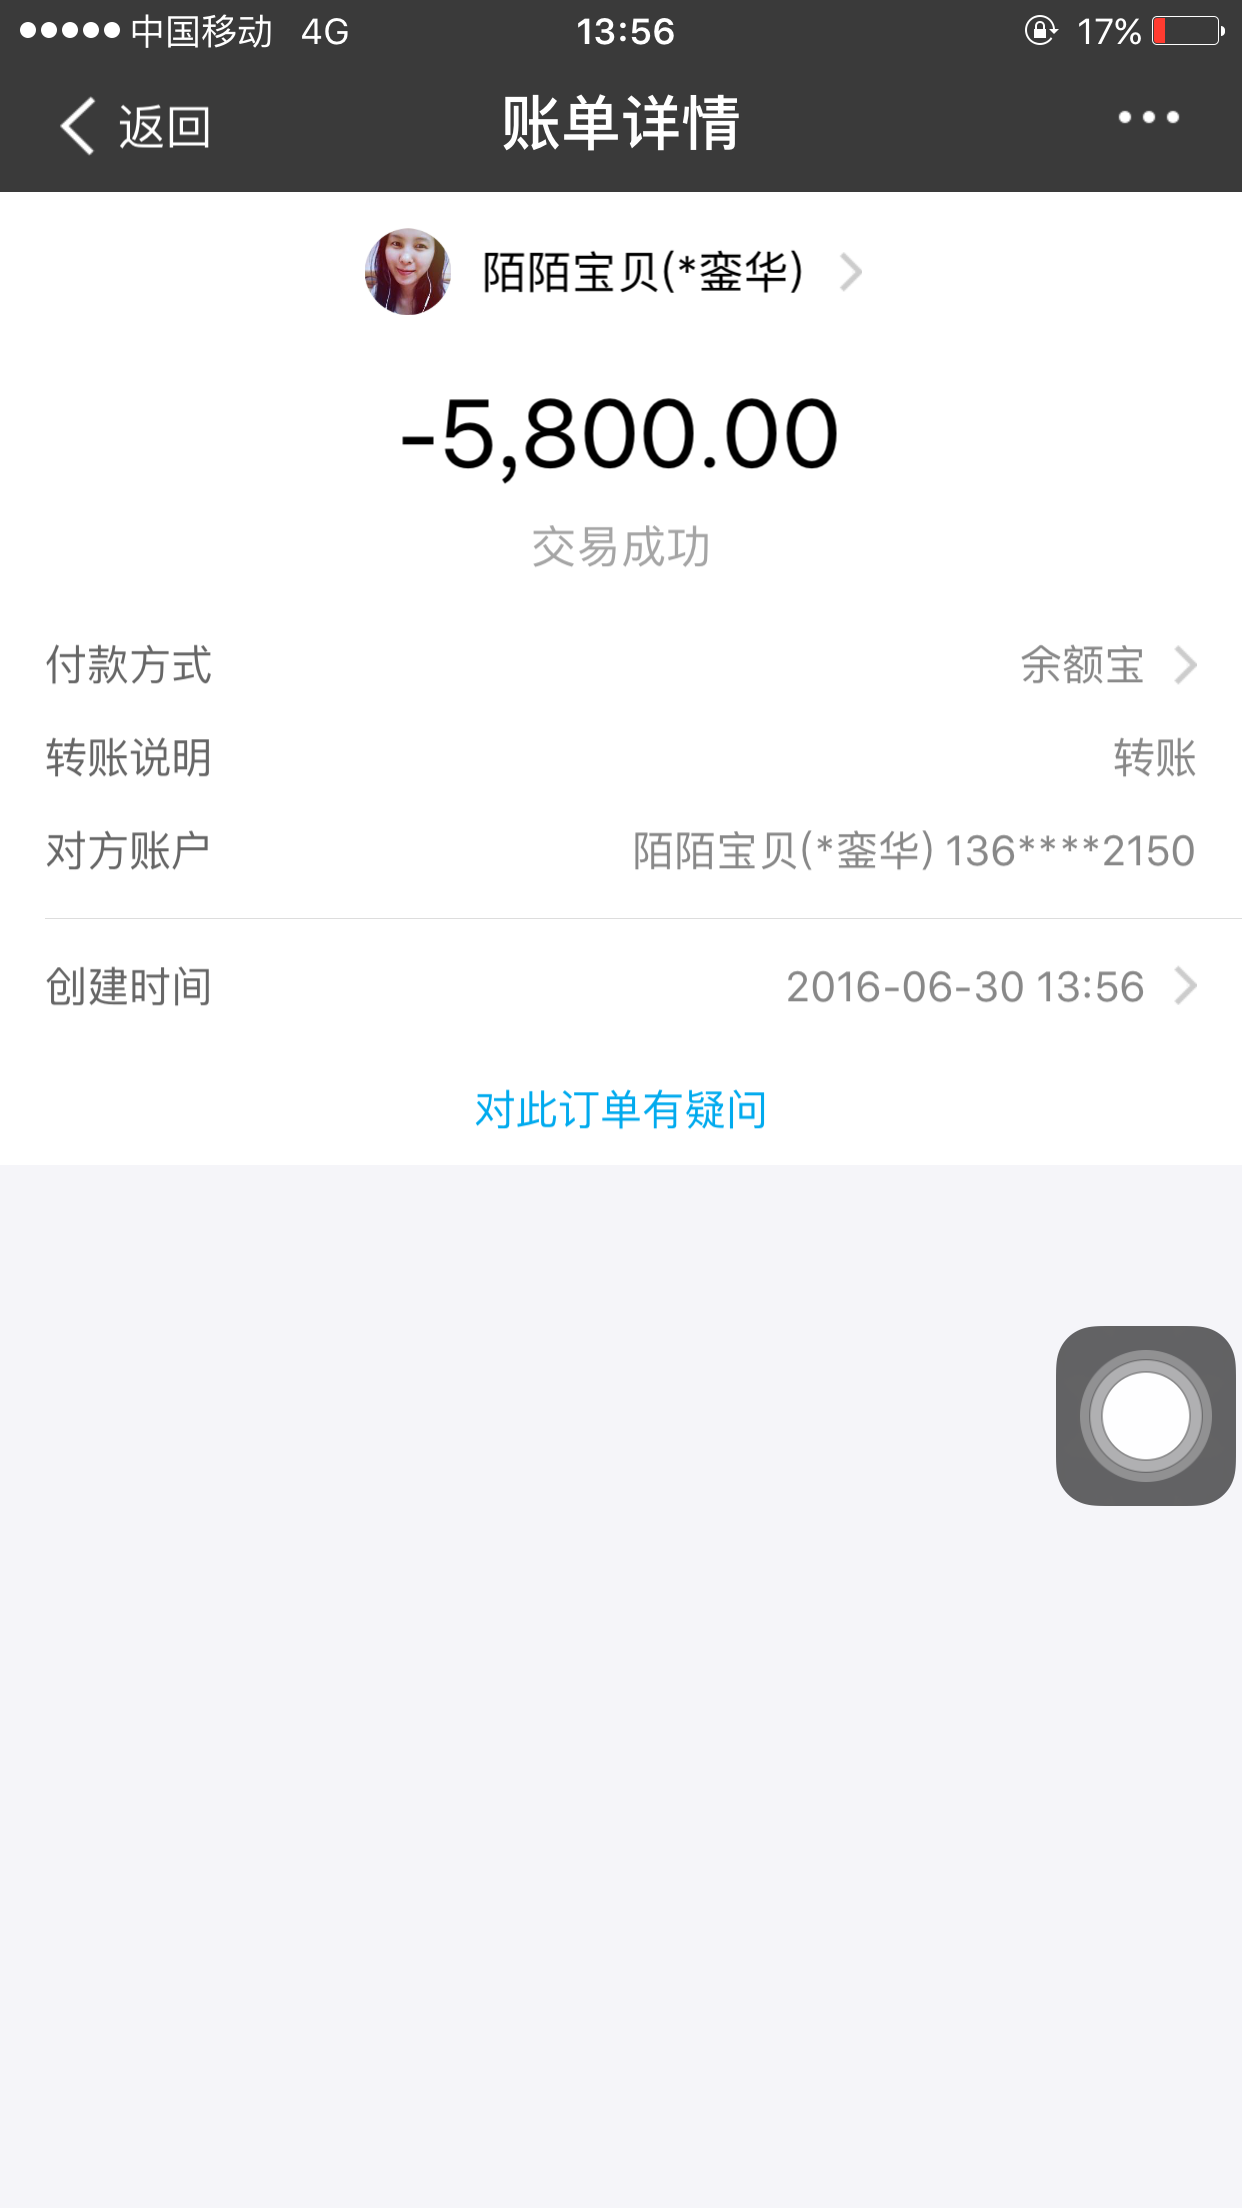 中国移动 4G 13:56 17%
返回 账单详情
陌陌宝贝(*銮华)
-5,800.00
交易成功
付款方式 余额宝
转账说明 转账
对方账户 陌陌宝贝(*銮华) 136****2150
创建时间 2016-06-30 13:56
对此订单有疑问